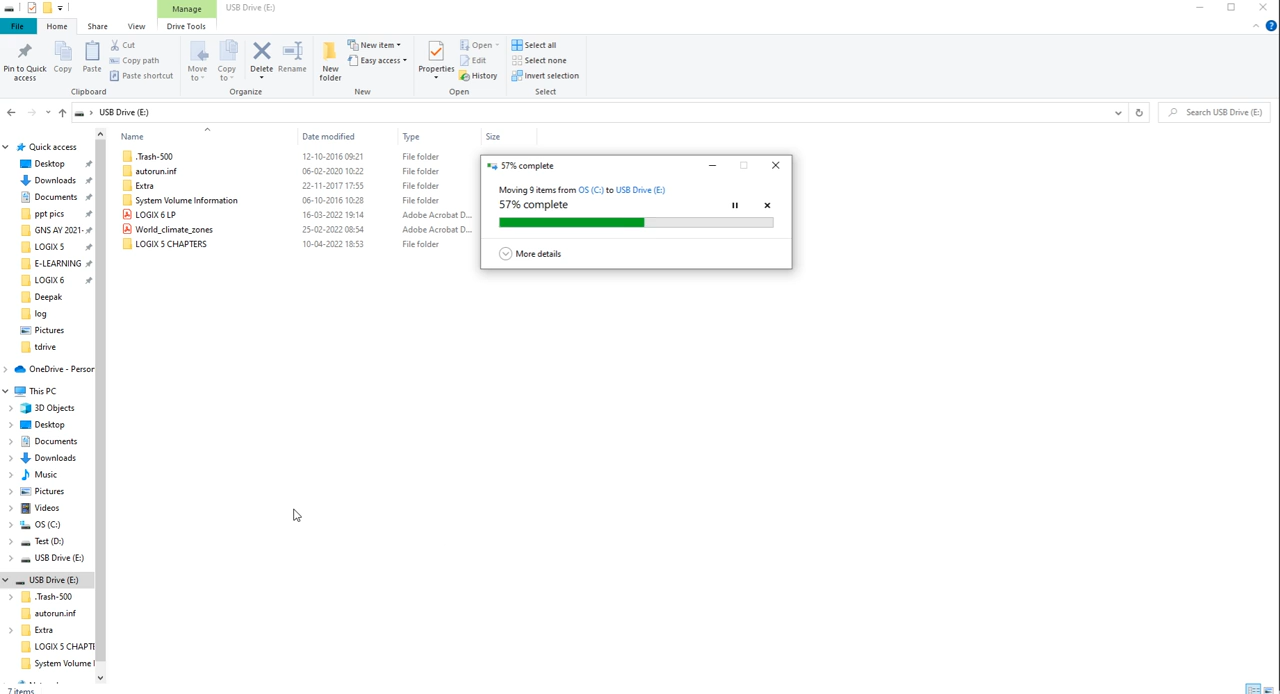 Manage USB Drive (E:)
File Home Share View Drive Tools
Pin to Quick access
Copy
Paste
Cut
Copy path
Paste shortcut
Clipboard
Move to
Copy to
Delete
Rename
Organize
New folder
New item
Easy access
New
Properties
Open
Edit
History
Open
Select all
Select none
Invert selection
Select
USB Drive (E:)
Search USB Drive (E:)
Quick access
Desktop
Downloads
Documents
ppt pics
GNS AY 2021-
LOGIX 5
E-LEARNING
LOGIX 6
Deepak
log
Pictures
tdrive
OneDrive - Person
This PC
3D Objects
Desktop
Documents
Downloads
Music
Pictures
Videos
OS (C:)
Test (D:)
USB Drive (E:)
USB Drive (E:)
.Trash-500
autorun.inf
Extra
LOGIX 5 CHAPTE
System Volume I
7 items
Name Date modified Type Size
.Trash-500 12-10-2016 09:21 File folder
autorun.inf 06-02-2020 10:22 File folder
Extra 22-11-2017 17:55 File folder
System Volume Information 06-10-2016 10:28 File folder
LOGIX 6 LP 16-03-2022 19:14 Adobe Acrobat D...
World_climate_zones 25-02-2022 08:54 Adobe Acrobat D...
LOGIX 5 CHAPTERS 10-04-2022 18:53 File folder
57% complete
Moving 9 items from OS (C:) to USB Drive (E:)
57% complete
More details